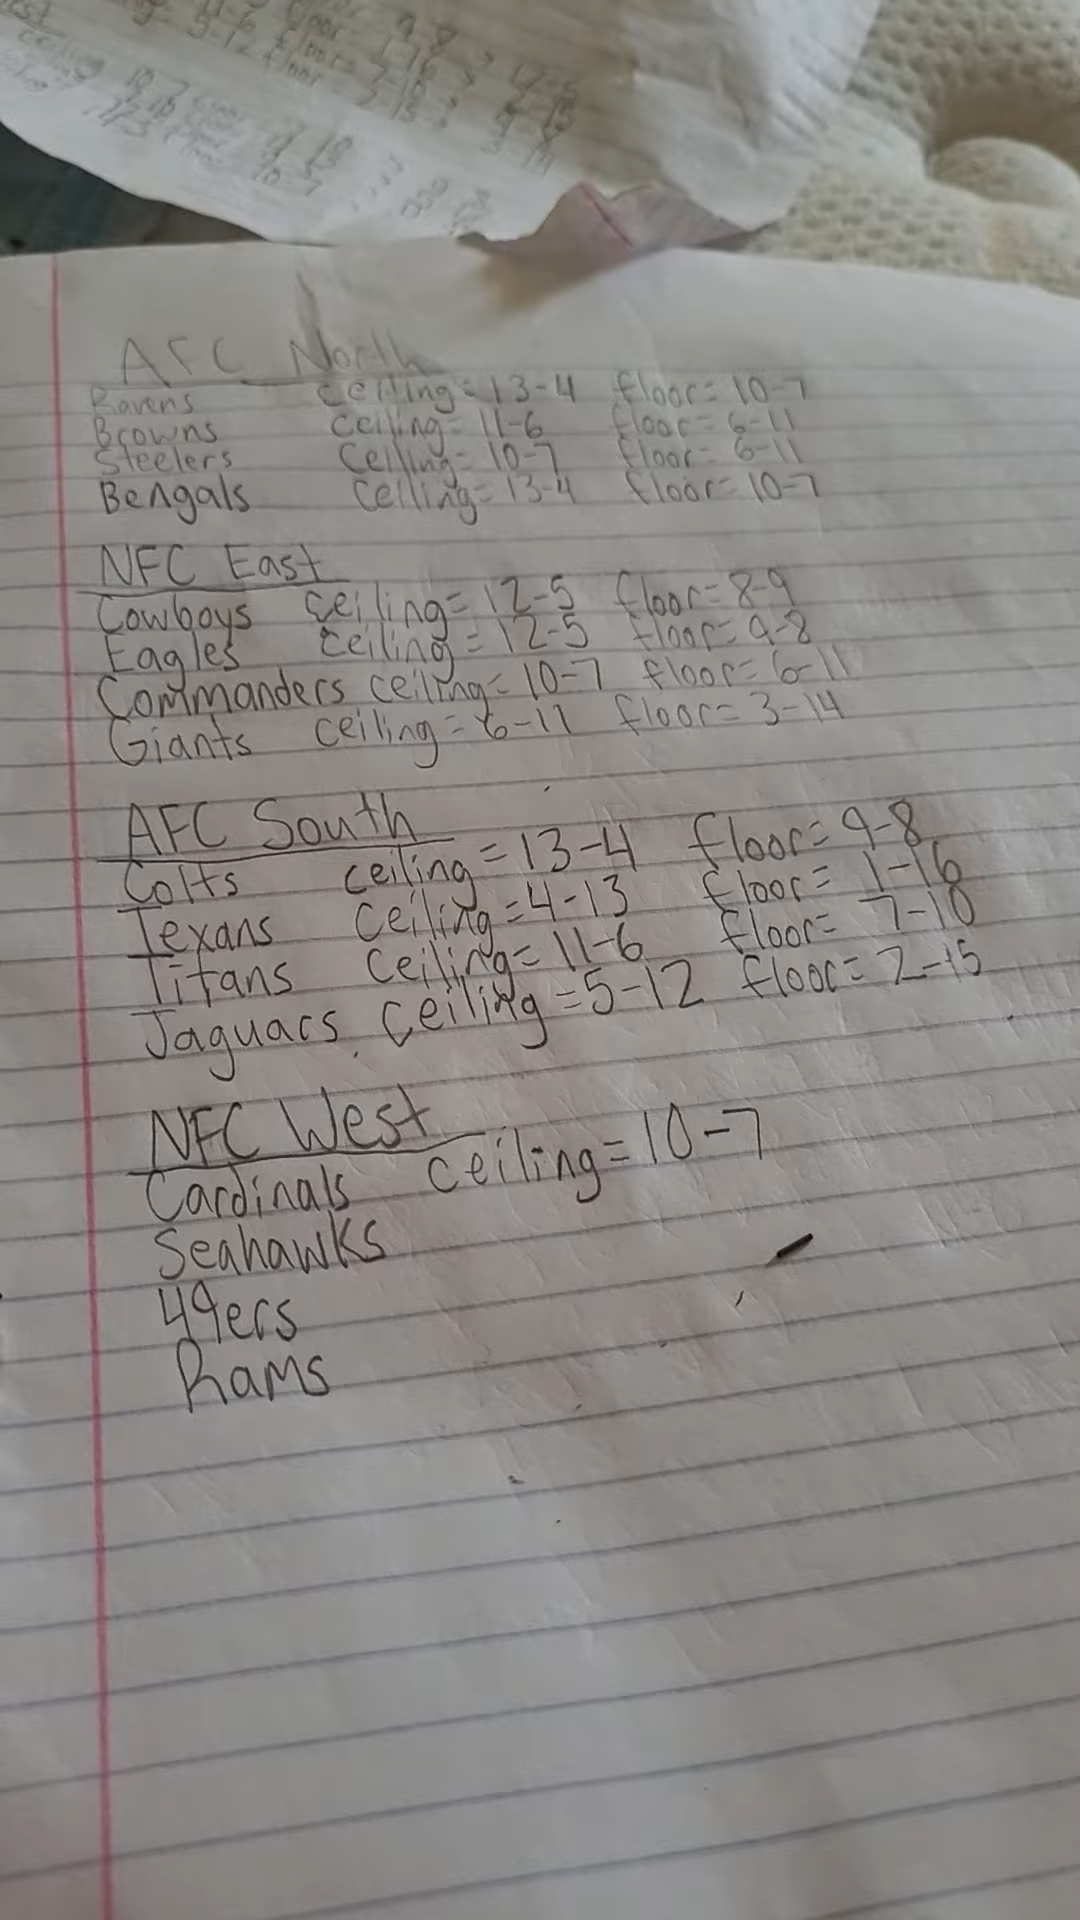 AFC North
Ravens ceiling= 13-4 floor= 10-7
Browns ceiling= 11-6 floor= 6-11
Steelers ceiling= 10-7 floor= 6-11
Bengals ceiling= 13-4 floor= 10-7
NFC East
Cowboys ceiling= 12-5 floor= 8-9
Eagles ceiling= 12-5 floor= 9-8
Commanders ceiling= 10-7 floor= 6-11
Giants ceiling= 6-11 floor= 3-14
AFC South
Colts ceiling= 13-4 floor= 9-8
Texans ceiling= 4-13 floor= 1-16
Titans ceiling= 11-6 floor= 7-10
Jaguars ceiling= 5-12 floor= 2-15
NFC West
Cardinals ceiling= 10-7
Seahawks
49ers
Rams